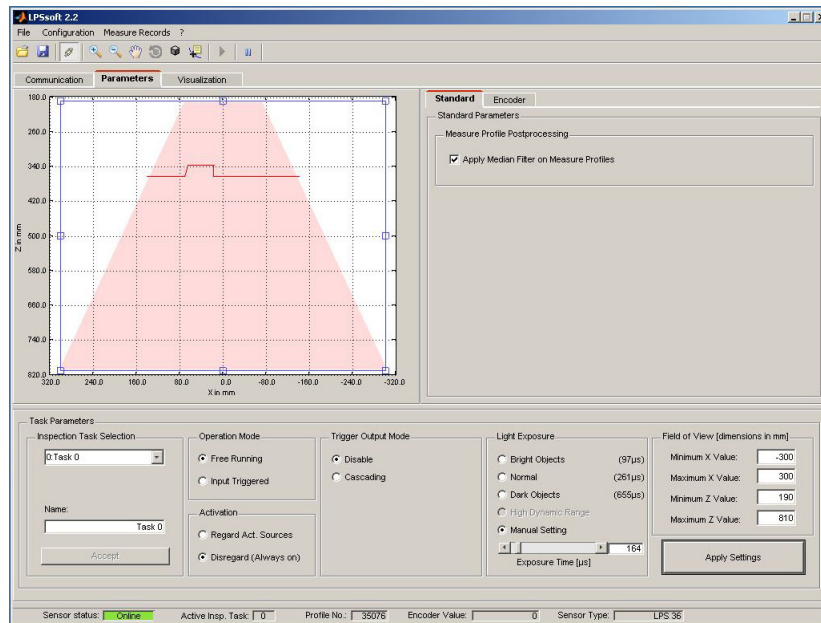 LPSsoft 2.2
File Configuration Measure Records ?
Communication Parameters Visualization
180.0
260.0
340.0
420.0
500.0
580.0
660.0
740.0
820.0
Z in mm
320.0 240.0 160.0 80.0 0.0 -80.0 -160.0 -240.0 -320.0
X in mm
Standard Encoder
Standard Parameters
Measure Profile Postprocessing
Apply Median Filter on Measure Profiles
Task Parameters
Inspection Task Selection
0:Task 0
Name:
Task 0
Accept
Operation Mode
Free Running
Input Triggered
Activation
Regard Act. Sources
Disregard (Always on)
Trigger Output Mode
Disable
Cascading
Light Exposure
Bright Objects (97µs)
Normal (261µs)
Dark Objects (655µs)
High Dynamic Range
Manual Setting
164
Exposure Time [µs]
Field of View [dimensions in mm]
Minimum X Value: -300
Maximum X Value: 300
Minimum Z Value: 190
Maximum Z Value: 810
Apply Settings
Sensor status: Online Active Insp. Task: 0 Profile No.: 35076 Encoder Value: 0 Sensor Type: LPS 36